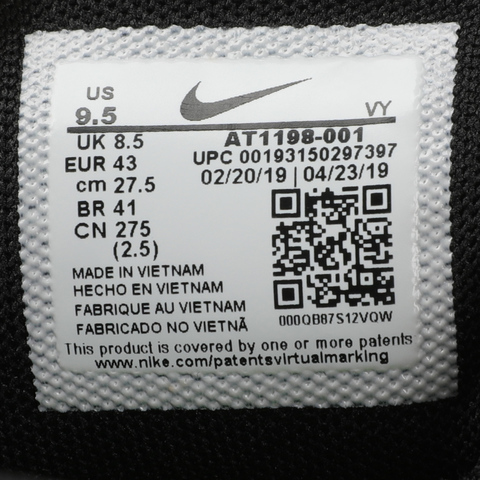 US
9.5
VY
UK 8.5
EUR 43
cm 27.5
BR 41
CN 275
(2.5)
AT1198-001
UPC 00193150297397
02/20/19 | 04/23/19
MADE IN VIETNAM
HECHO EN VIETNAM
FABRIQUE AU VIETNAM
FABRICADO NO VIETNÃ
000QB87S12VQW
This product is covered by one or more patents
www.nike.com/patentsvirtualmarking